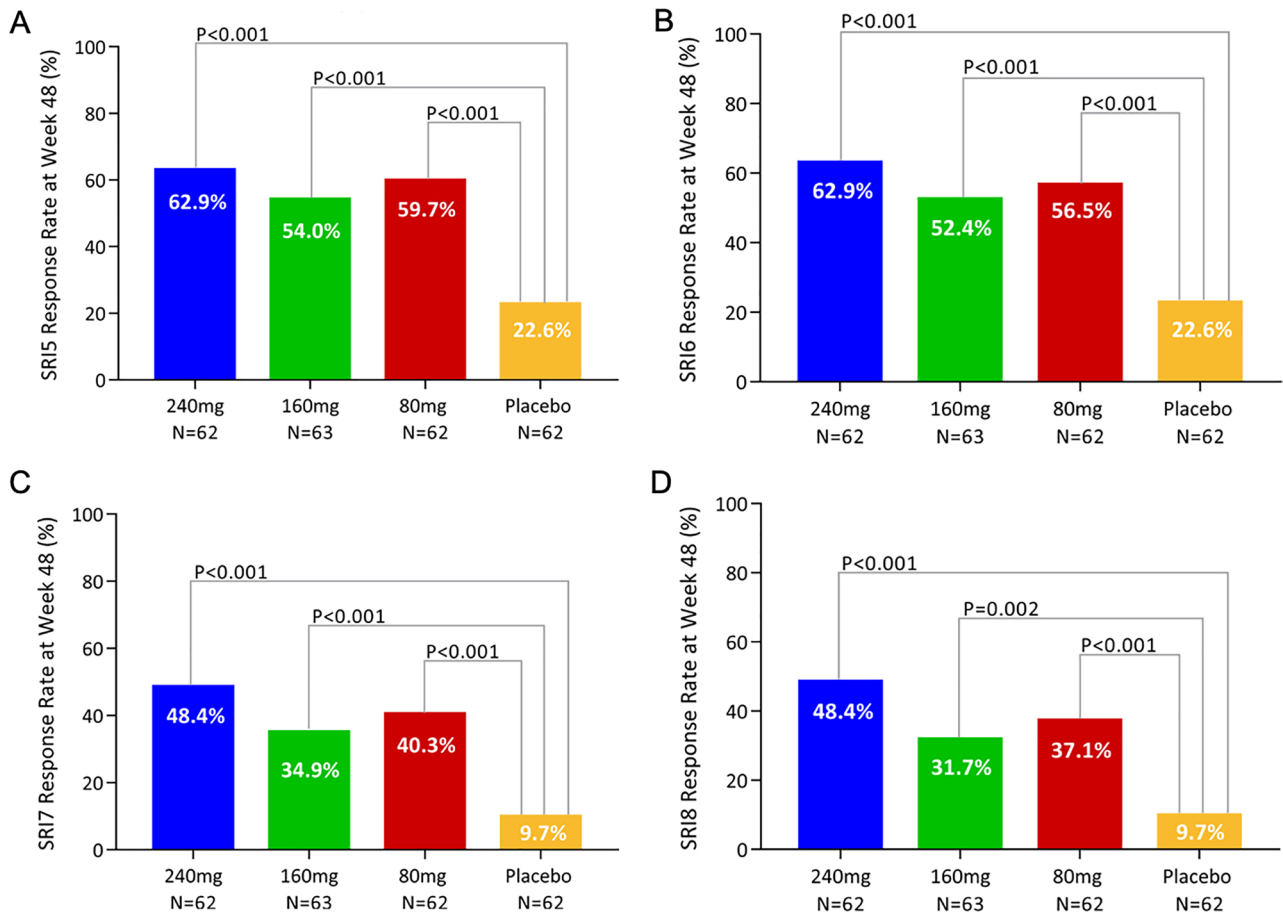 A
SRI5 Response Rate at Week 48 (%)
100
80
60
40
20
0
P<0.001
P<0.001
P<0.001
62.9%
54.0%
59.7%
22.6%
240mg 160mg 80mg Placebo
N=62 N=63 N=62 N=62
B
SRI6 Response Rate at Week 48 (%)
100
80
60
40
20
0
P<0.001
P<0.001
P<0.001
62.9%
52.4%
56.5%
22.6%
240mg 160mg 80mg Placebo
N=62 N=63 N=62 N=62
C
SRI7 Response Rate at Week 48 (%)
100
80
60
40
20
0
P<0.001
P<0.001
P<0.001
48.4%
34.9%
40.3%
9.7%
240mg 160mg 80mg Placebo
N=62 N=63 N=62 N=62
D
SRI8 Response Rate at Week 48 (%)
100
80
60
40
20
0
P<0.001
P=0.002
P<0.001
48.4%
31.7%
37.1%
9.7%
240mg 160mg 80mg Placebo
N=62 N=63 N=62 N=62